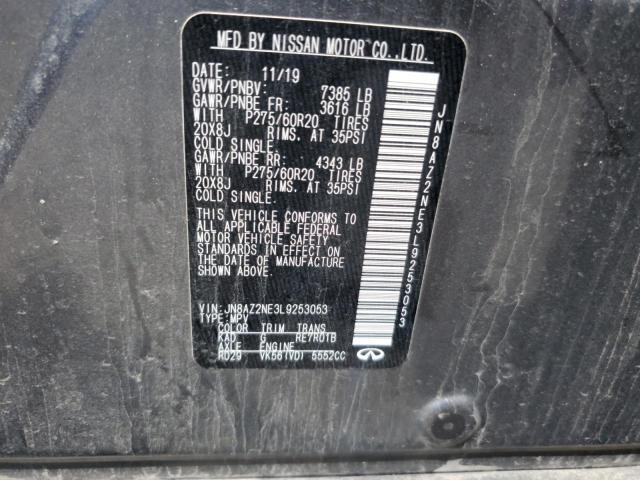 MFD BY NISSAN MOTOR CO.,LTD.
DATE: 11/19
GVWR/PNBV: 7385 LB
GAWR/PNBE FR: 3616 LB
WITH P275/60R20 TIRES
20X8J RIMS, AT 35PSI
COLD SINGLE.
GAWR/PNBE RR: 4343 LB
WITH P275/60R20 TIRES
20X8J RIMS, AT 35PSI
COLD SINGLE.
THIS VEHICLE CONFORMS TO
ALL APPLICABLE FEDERAL
MOTOR VEHICLE SAFETY
STANDARDS IN EFFECT ON
THE DATE OF MANUFACTURE
SHOWN ABOVE.
VIN: JN8AZ2NE3L9253053
TYPE: MPV
COLOR TRIM TRANS
KAD G RE7R01B
AXLE ENGINE
RD29 VK56(VD) 5552CC
JN8AZ2NE3L9253053